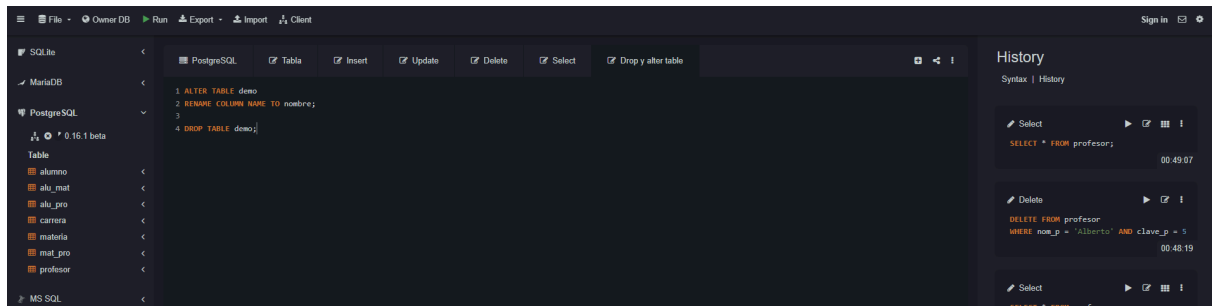 File Owner DB Run Export Import Client Sign in
SQLite
MariaDB
PostgreSQL
0.16.1 beta
Table
alumno
alu_mat
alu_pro
carrera
materia
mat_pro
profesor
MS SQL
PostgreSQL Tabla Insert Update Delete Select Drop y alter table
1 ALTER TABLE demo
2 RENAME COLUMN NAME TO nombre;
3
4 DROP TABLE demo;
History
Syntax | History
Select
SELECT * FROM profesor;
00:49:07
Delete
DELETE FROM profesor
WHERE nom_p = 'Alberto' AND clave_p = 5
00:48:19
Select